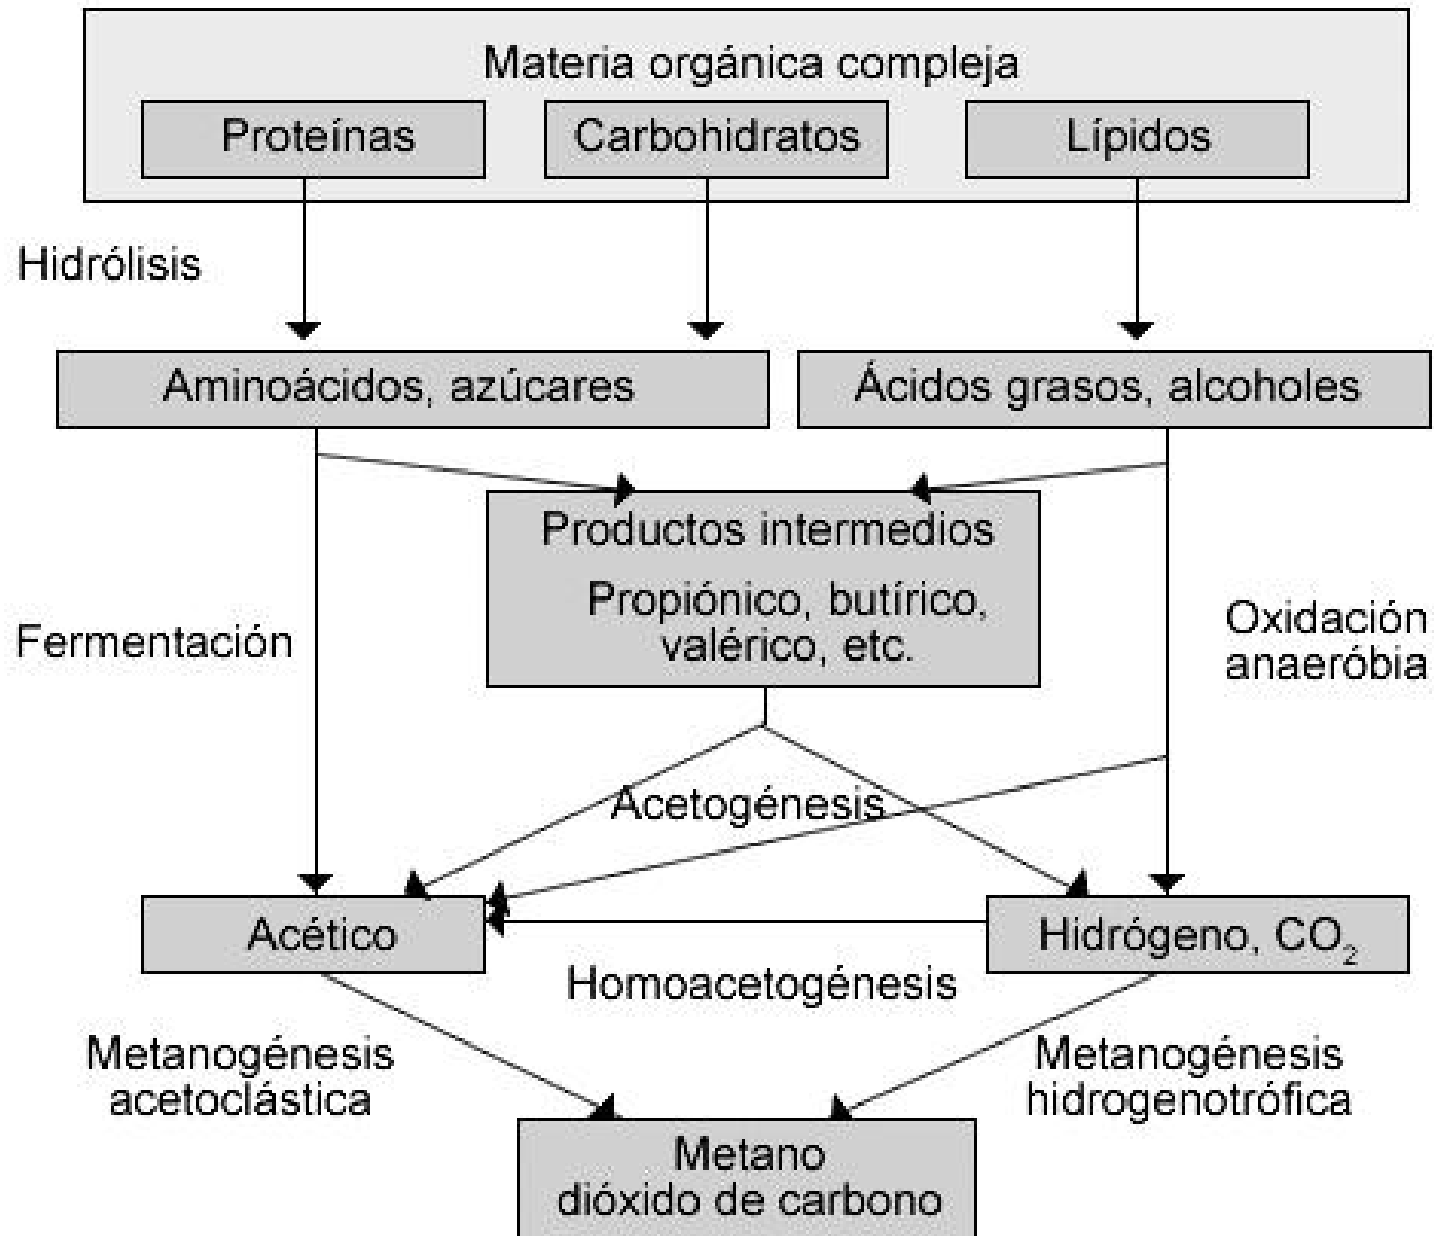 Materia orgánica compleja
Proteínas
Carbohidratos
Lípidos
Hidrólisis
Aminoácidos, azúcares
Ácidos grasos, alcoholes
Productos intermedios
Propiónico, butírico,
valérico, etc.
Fermentación
Oxidación
anaeróbia
Acetogénesis
Acético
Hidrógeno, CO₂
Homoacetogénesis
Metanogénesis
acetoclástica
Metanogénesis
hidrogenotrófica
Metano
dióxido de carbono